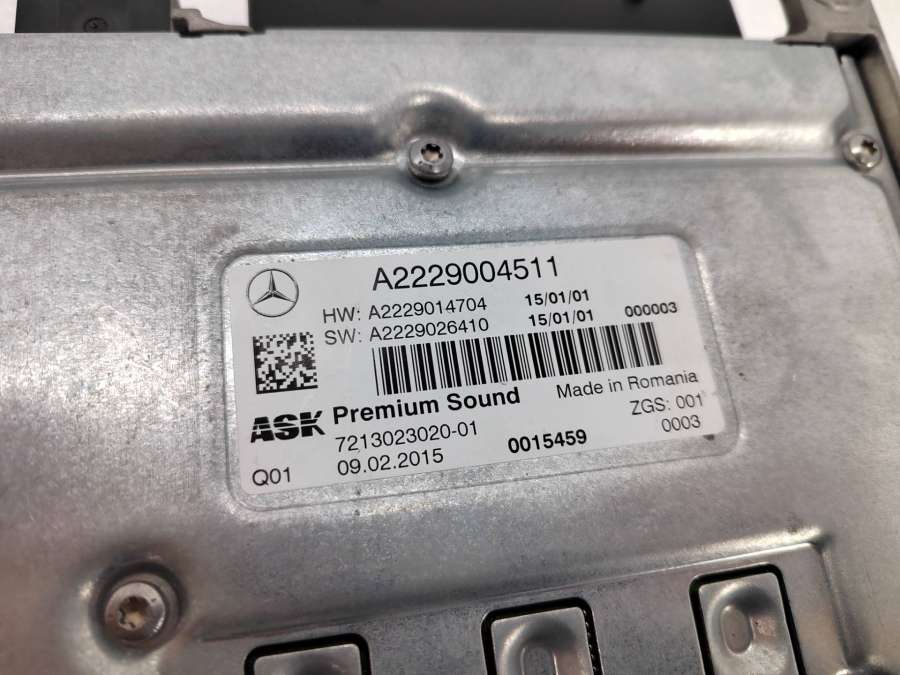 A2229004511
HW: A2229014704 15/01/01
SW: A2229026410 15/01/01 000003
ASK Premium Sound Made in Romania
7213023020-01 ZGS: 001
Q01 09.02.2015 0015459 0003